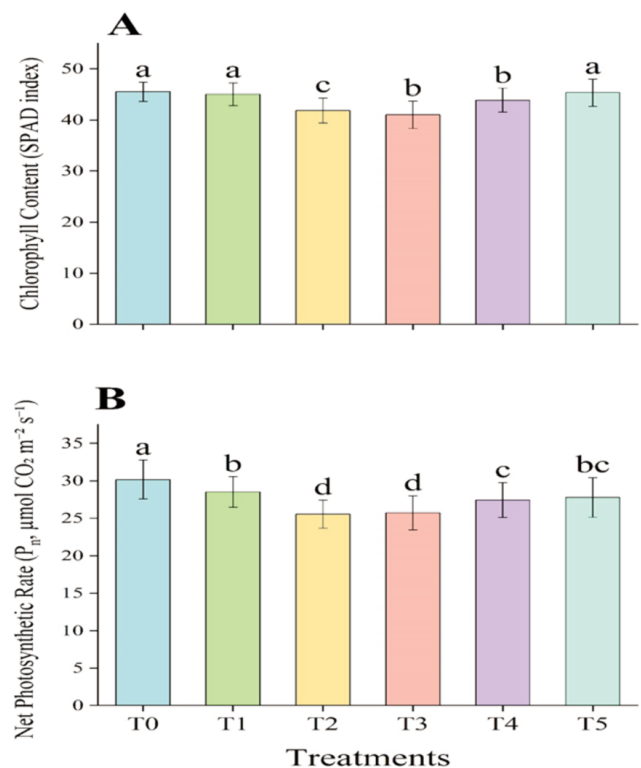 A
Chlorophyll Content (SPAD index)
50
40
30
20
10
0
a a c b b a
B
Net Photosynthetic Rate (Pₙ, μmol CO₂ m⁻² s⁻¹)
35
30
25
20
15
10
5
0
a b d d c bc
T0 T1 T2 T3 T4 T5
Treatments